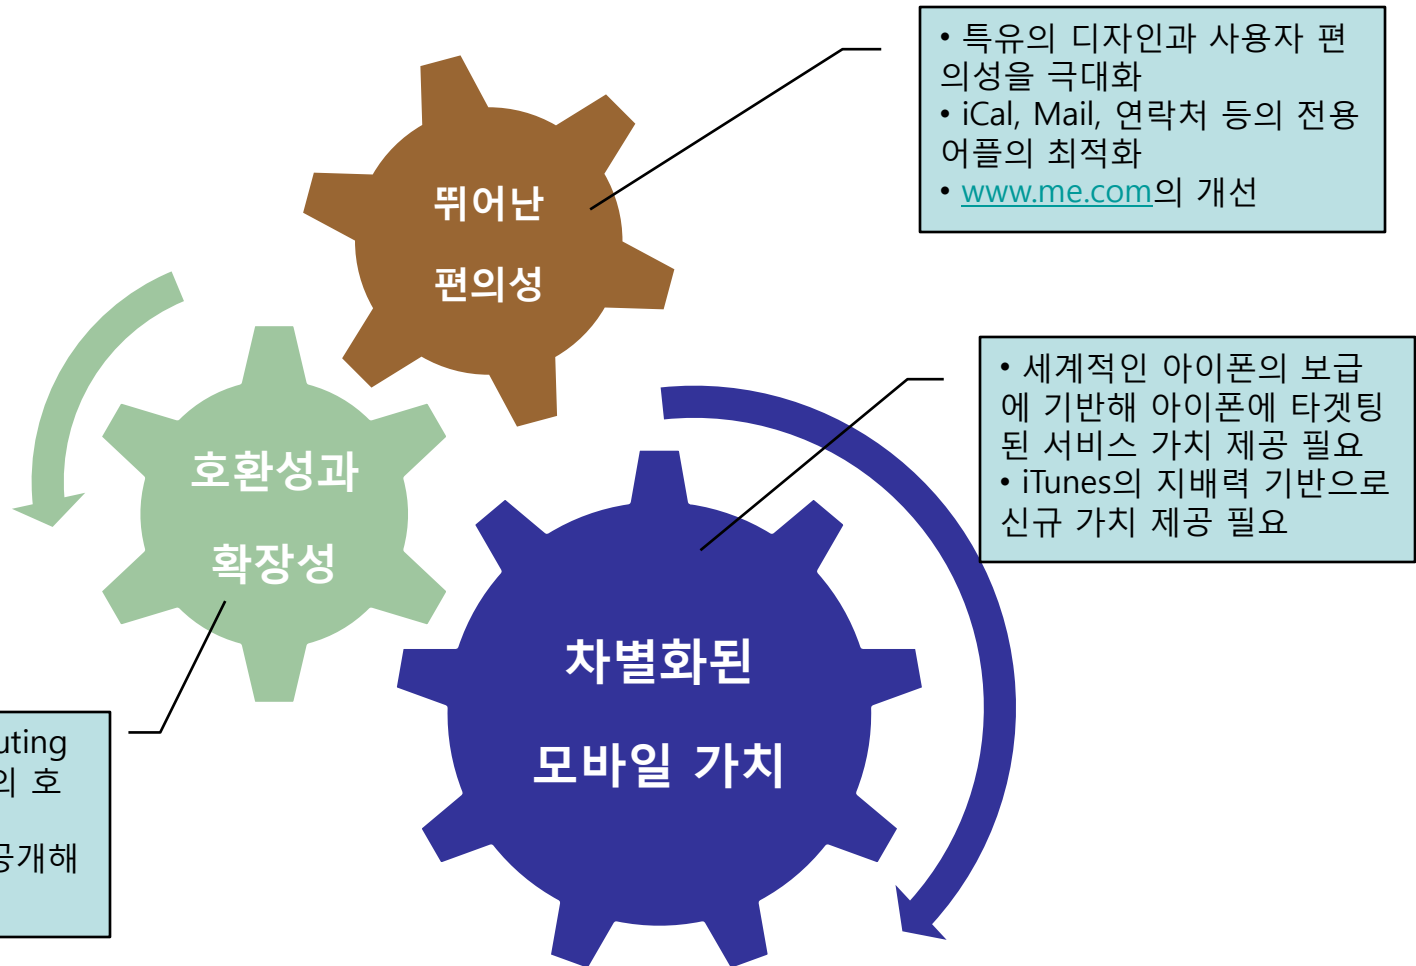 • 특유의 디자인과 사용자 편
의성을 극대화
• iCal, Mail, 연락처 등의 전용
어플의 최적화
• www.me.com의 개선
뛰어난
편의성
• 세계적인 아이폰의 보급
에 기반해 아이폰에 타겟팅
된 서비스 가치 제공 필요
• iTunes의 지배력 기반으로
신규 가치 제공 필요
호환성과
확장성
차별화된
모바일 가치
uting
의 호
공개해